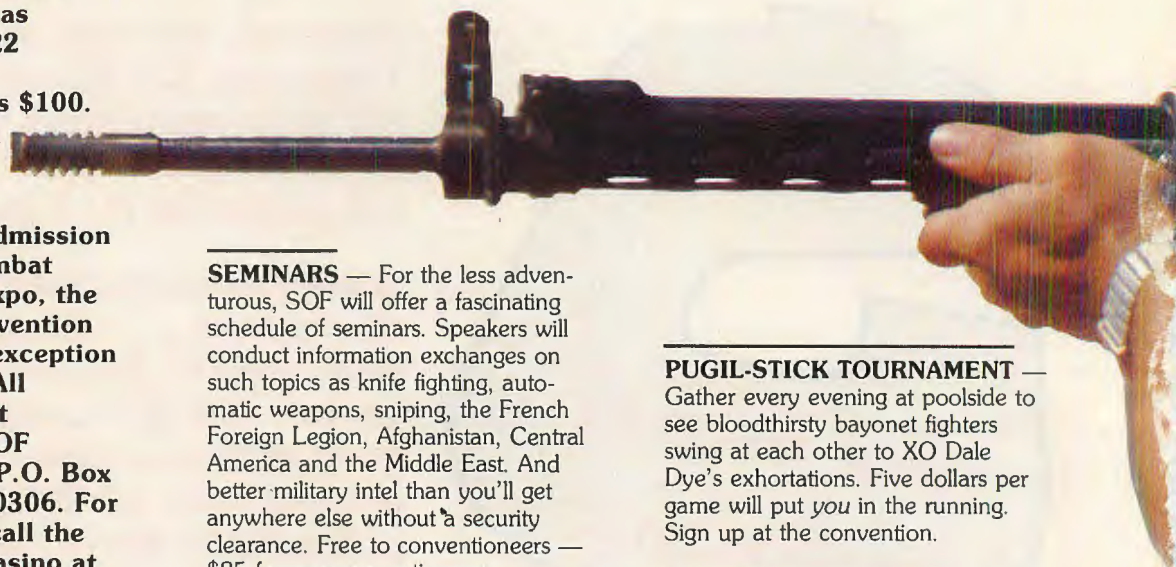 as
22
s $100.
dmission
nbat
xpo, the
vention
exception
All
t
OF
P.O. Box
0306. For
call the
asino at
SEMINARS — For the less adven-
turous, SOF will offer a fascinating
schedule of seminars. Speakers will
conduct information exchanges on
such topics as knife fighting, auto-
matic weapons, sniping, the French
Foreign Legion, Afghanistan, Central
America and the Middle East. And
better military intel than you'll get
anywhere else without a security
clearance. Free to conventioneers —
PUGIL-STICK TOURNAMENT —
Gather every evening at poolside to
see bloodthirsty bayonet fighters
swing at each other to XO Dale
Dye's exhortations. Five dollars per
game will put you in the running.
Sign up at the convention.